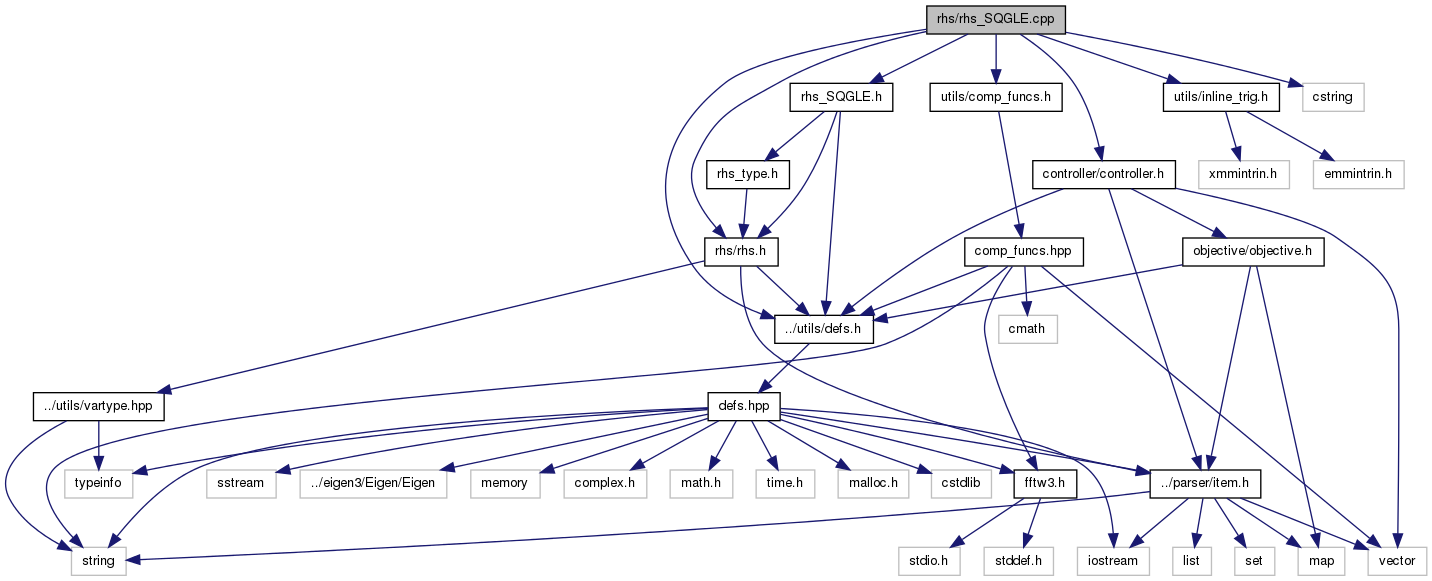 rhs/rhs_SQGLE.cpp
rhs_SQGLE.h
utils/comp_funcs.h
utils/inline_trig.h
cstring
rhs_type.h
controller/controller.h
xmmintrin.h
emmintrin.h
rhs/rhs.h
comp_funcs.hpp
objective/objective.h
../utils/defs.h
cmath
../utils/vartype.hpp
defs.hpp
typeinfo
sstream
../eigen3/Eigen/Eigen
memory
complex.h
math.h
time.h
malloc.h
cstdlib
fftw3.h
../parser/item.h
string
stdio.h
stddef.h
iostream
list
set
map
vector